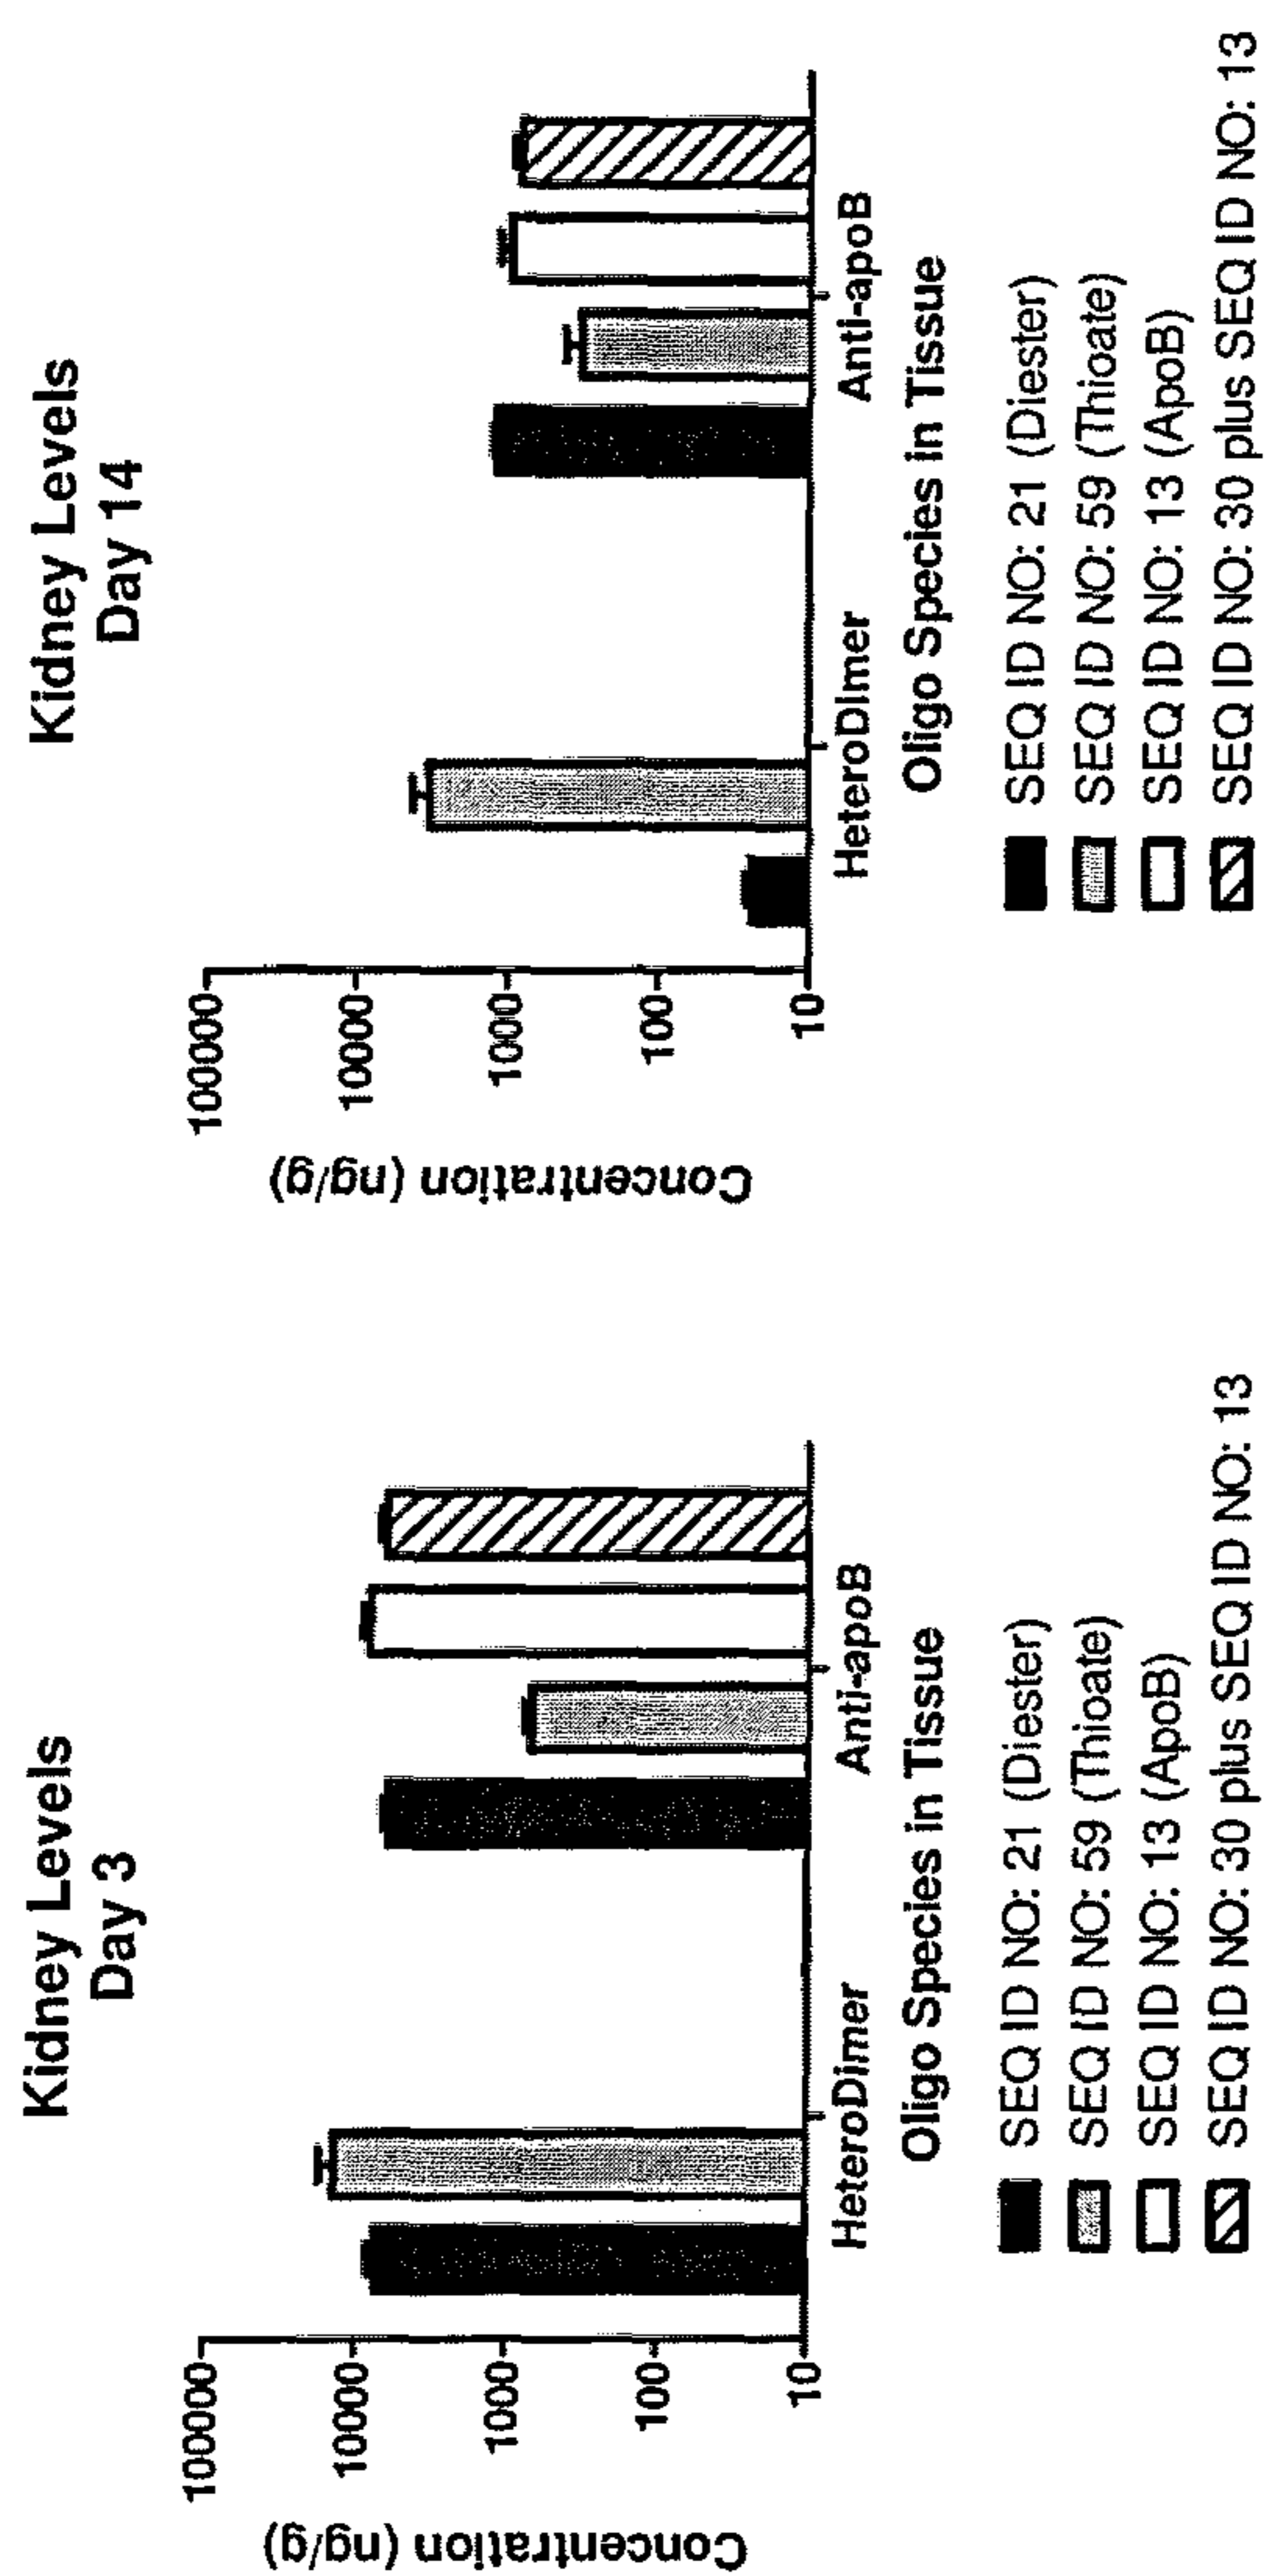 Kidney Levels
Day 3
Concentration (ng/g)
100000
10000
1000
100
10
HeteroDimer
Anti-apoB
Oligo Species in Tissue
SEQ ID NO: 21 (Diester)
SEQ ID NO: 59 (Thioate)
SEQ ID NO: 13 (ApoB)
SEQ ID NO: 30 plus SEQ ID NO: 13
Kidney Levels
Day 14
Concentration (ng/g)
100000
10000
1000
100
10
HeteroDimer
Anti-apoB
Oligo Species in Tissue
SEQ ID NO: 21 (Diester)
SEQ ID NO: 59 (Thioate)
SEQ ID NO: 13 (ApoB)
SEQ ID NO: 30 plus SEQ ID NO: 13